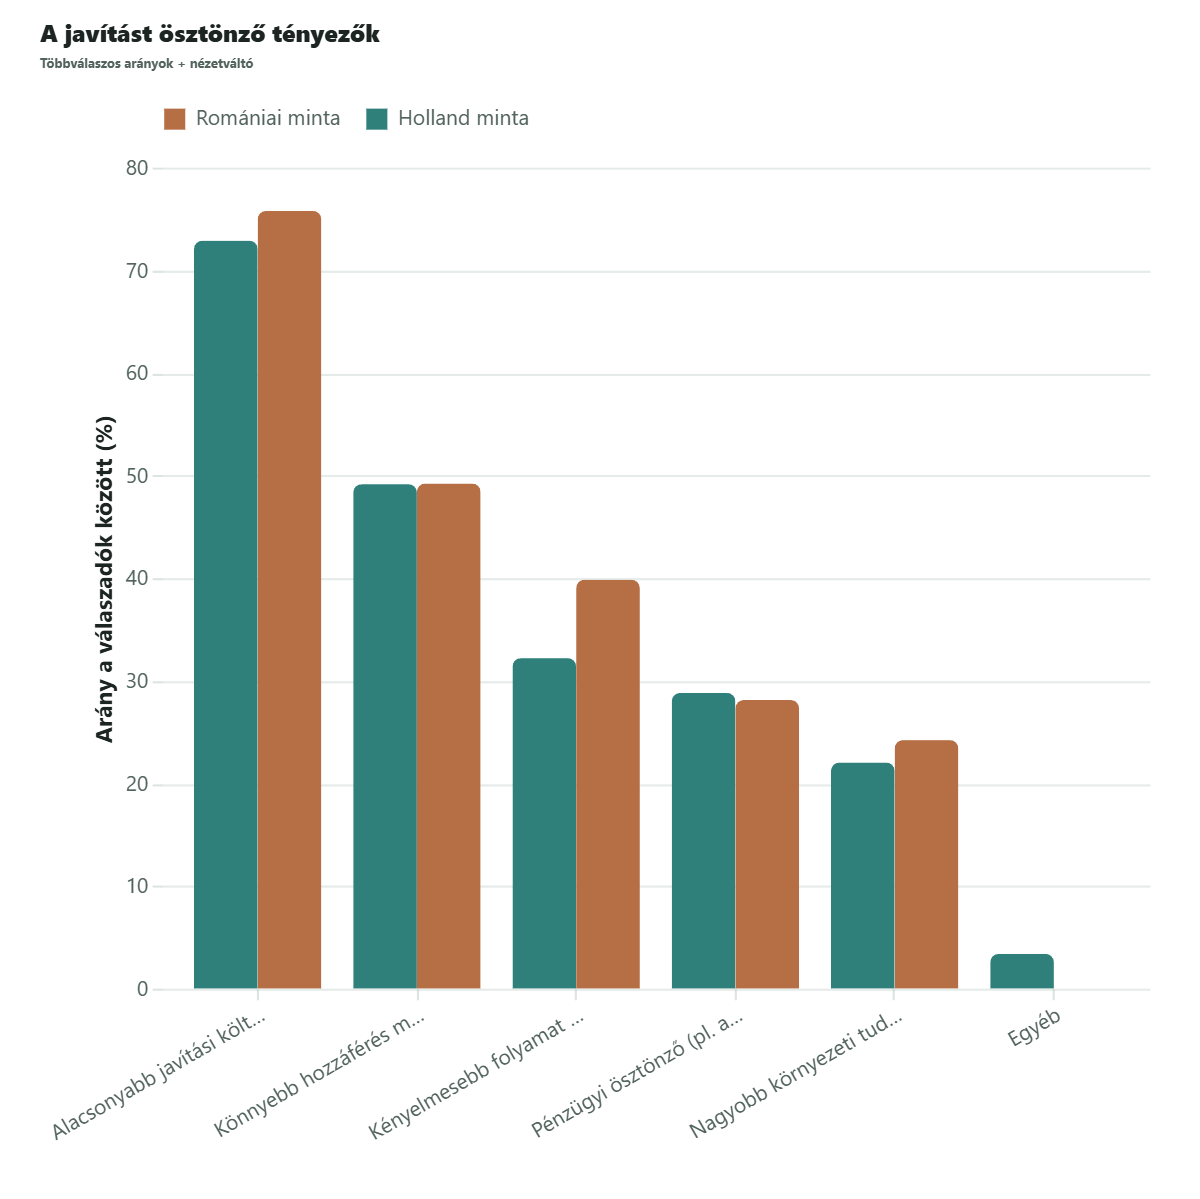 A javítást ösztönző tényezők
Többválaszos arányok + nézetváltó
Romániai minta
Holland minta
Arány a válaszadók között (%)
80
70
60
50
40
30
20
10
0
Alacsonyabb javítási költ...
Könnyebb hozzáférés m...
Kényelmesebb folyamat ...
Pénzügyi ösztönző (pl. a...
Nagyobb környezeti tud...
Egyéb